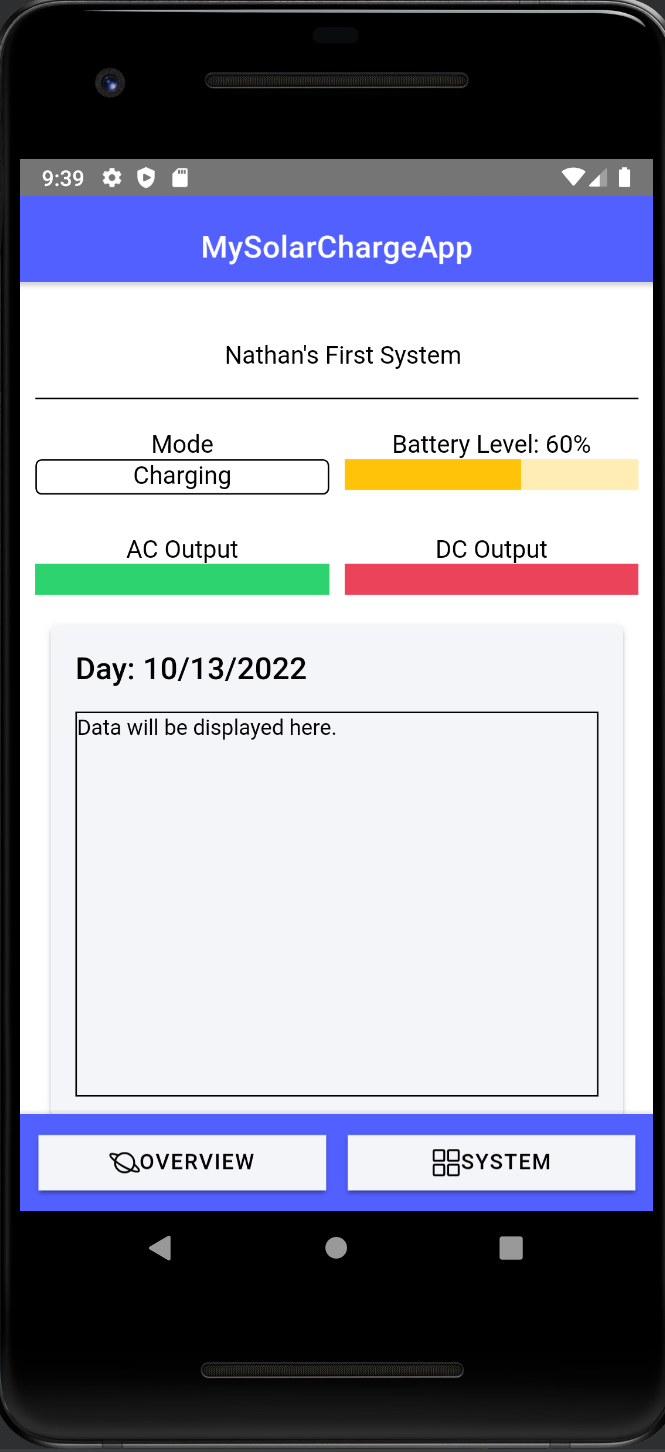 9:39
MySolarChargeApp
Nathan's First System
Mode
Battery Level: 60%
Charging
AC Output
DC Output
Day: 10/13/2022
Data will be displayed here.
OVERVIEW
SYSTEM